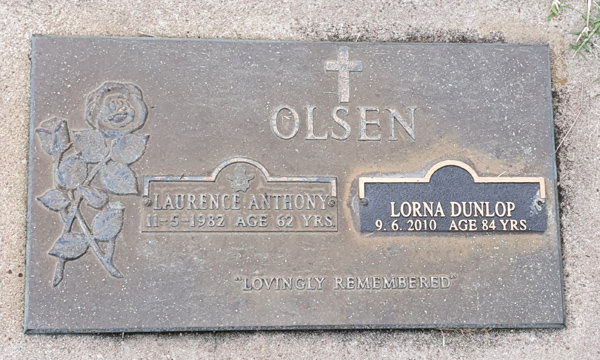 OLSEN
LAURENCE ANTHONY
11-5-1982 AGE 62 YRS.
LORNA DUNLOP
9. 6. 2010 AGE 84 YRS
"LOVINGLY REMEMBERED"